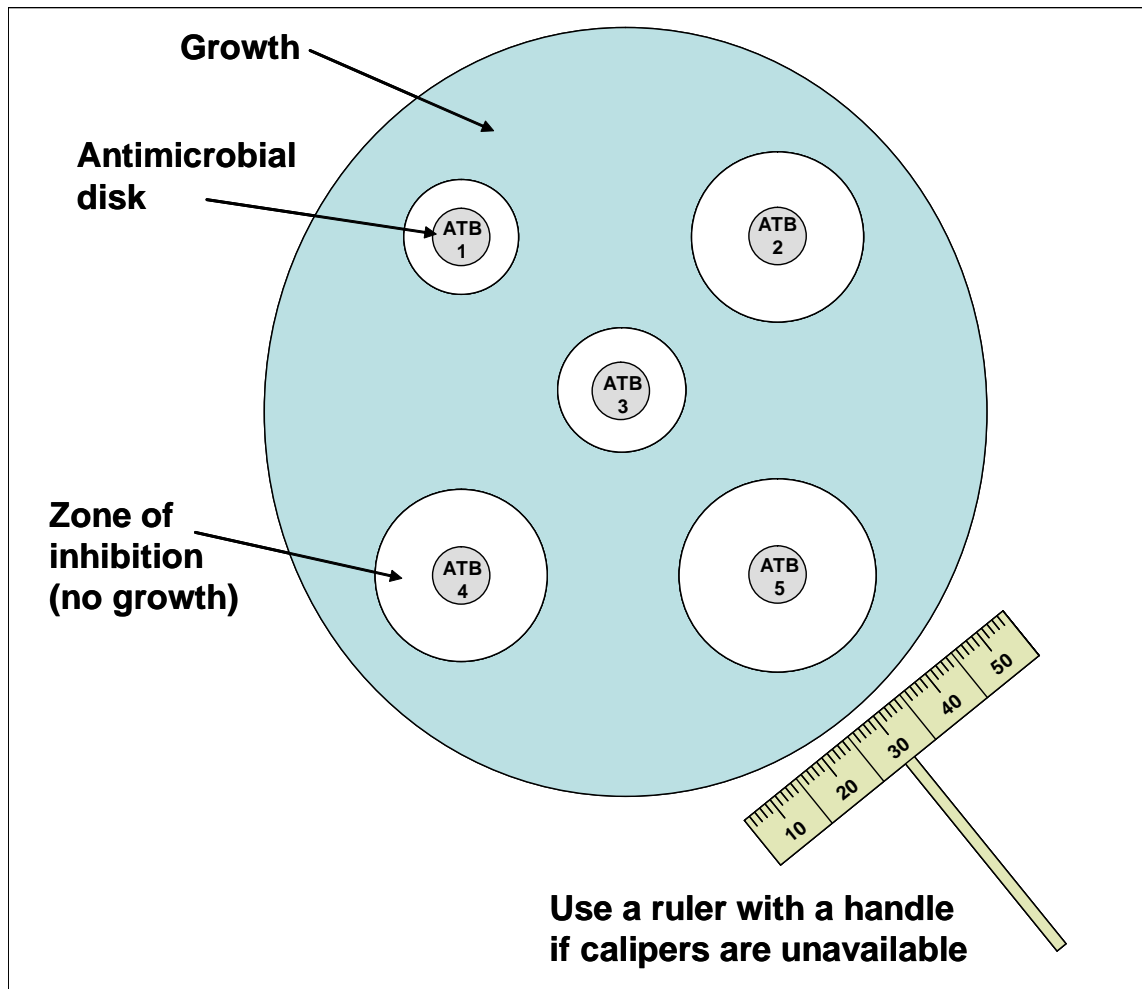 Growth
Antimicrobial
disk
ATB
1
ATB
2
ATB
3
Zone of
inhibition
(no growth)
ATB
4
ATB
5
10
20
30
40
50
Use a ruler with a handle
if calipers are unavailable